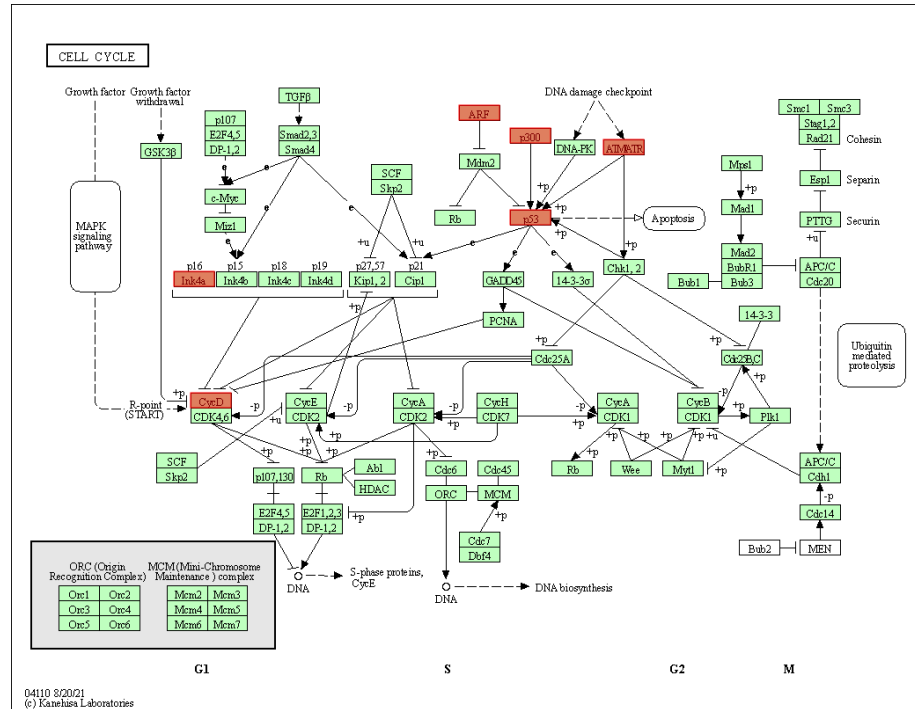 CELL CYCLE
Growth factor
Growth factor
withdrawal
GSK3β
MAPK
signaling
pathway
R-point
(START)
p107
E2F4,5
DP-1,2
TGFβ
Smad2,3
Smad4
e
e
e
e
c-Myc
Miz1
SCF
Skp2
+u
+u
ARF
Mdm2
Rb
p300
DNA damage checkpoint
DNA-PK
ATM/ATR
+p
+p
+p
+p
p53
Apoptosis
e
e
e
+p
p16
p15
p18
p19
p27,57
p21
Ink4a
Ink4b
Ink4c
Ink4d
Kip1, 2
Cip1
GADD45
14-3-3σ
Chk1, 2
PCNA
+p
Cdc25A
+p
+p
Cdc25B,C
14-3-3
Mps1
+p
Mad1
Mad2
BubR1
Bub3
Bub1
Smc1
Smc3
Stag1,2
Rad21
Cohesin
Esp1
Separin
PTTG
Securin
+u
APC/C
Cdc20
Ubiquitin
mediated
proteolysis
+p
CycD
CDK4,6
-p
+u
CycE
CDK2
-p
CycA
CDK2
-p
+p
CycH
CDK7
+p
-p
CycA
CDK1
-p
CycB
CDK1
-p
+p
+p
Plk1
+p
+u
SCF
Skp2
+p
+p
+p
+p
p107,130
Rb
Abl
HDAC
E2F4,5
DP-1,2
E2F1,2,3
DP-1,2
+p
+p
Cdc6
Cdc45
ORC
MCM
+p
Cdc7
Dbf4
+p
Rb
Wee
Myt1
+p
+p
APC/C
Cdh1
-p
Cdc14
Bub2
MEN
DNA
S-phase proteins,
CycE
DNA
DNA biosynthesis
ORC (Origin
Recognition Complex)
MCM (Mini-Chromosome
Maintenance ) complex
Orc1
Orc2
Mcm2
Mcm3
Orc3
Orc4
Mcm4
Mcm5
Orc5
Orc6
Mcm6
Mcm7
G1
S
G2
M
04110 8/20/21
(c) Kanehisa Laboratories